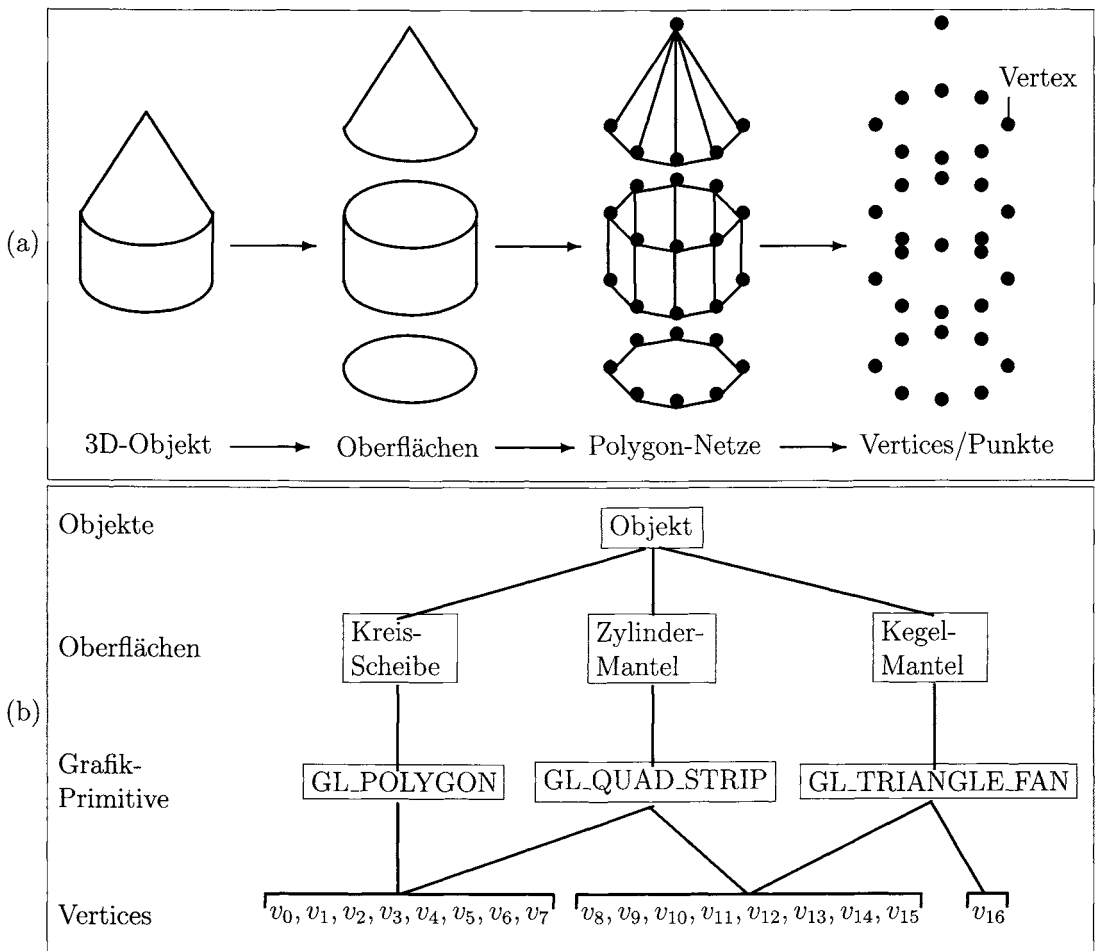 Vertex
(a)
3D-Objekt Oberflächen Polygon-Netze Vertices/Punkte
Objekte
Objekt
Oberflächen
Kreis-
Scheibe
Zylinder-
Mantel
Kegel-
Mantel
(b)
Grafik-
Primitive
GL_POLYGON GL_QUAD_STRIP GL_TRIANGLE_FAN
Vertices
v0, v1, v2, v3, v4, v5, v6, v7 v8, v9, v10, v11, v12, v13, v14, v15 v16